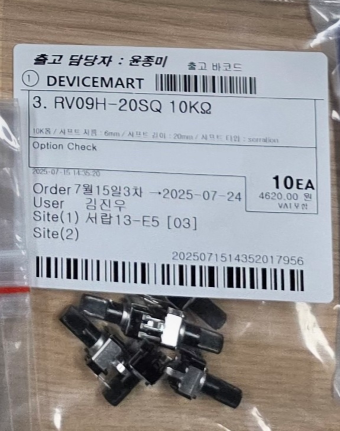 출고 담당자 : 윤종미
출고 바코드
① DEVICEMART
3. RV09H-20SQ 10KΩ
10K옴 / 샤프트 지름 : 6mm / 샤프트 길이 : 20mm / 샤프트 타입 : serration
Option Check
2025-07-15 14:35:20
10EA
4620.00 원
VAT포함
Order 7월15일3차 →2025-07-24
User 김진우
Site(1) 서랍13-E5 [03]
Site(2)
2025071514352017956